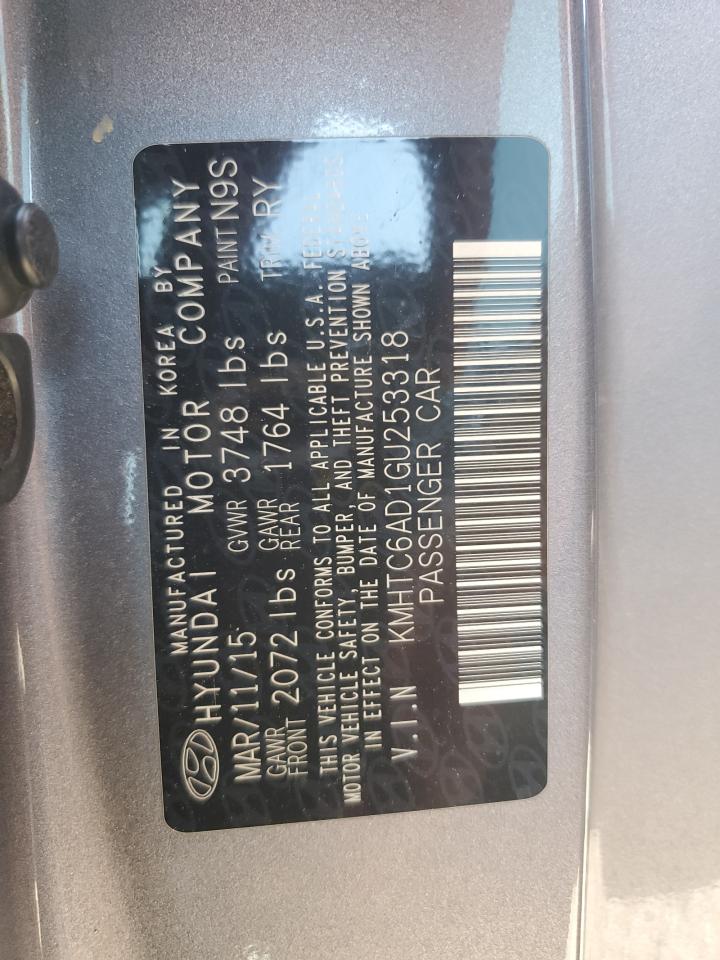 MANUFACTURED IN KOREA BY
HYUNDAI MOTOR COMPANY
MAR/11/15 GVWR 3748 lbs PAINT N9S
GAWR FRONT 2072 lbs GAWR REAR 1764 lbs TRIM RY
THIS VEHICLE CONFORMS TO ALL APPLICABLE U.S.A. FEDERAL
MOTOR VEHICLE SAFETY, BUMPER, AND THEFT PREVENTION STANDARDS
IN EFFECT ON THE DATE OF MANUFACTURE SHOWN ABOVE
V.I.N KMHTC6AD1GU253318
PASSENGER CAR